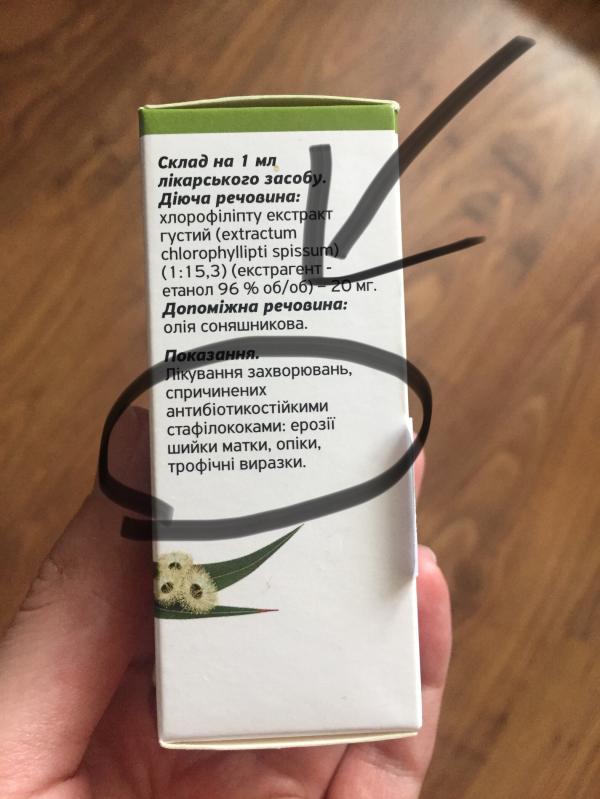 Склад на 1 мл
лікарського засобу.
Діюча речовина:
хлорофіліпту екстракт
густий (extractum
chlorophyllipti spissum)
(1:15,3) (екстрагент -
етанол 96 % об/об) – 20 мг.
Допоміжна речовина:
олія соняшникова.
Показання.
Лікування захворювань,
спричинених
антибіотикостійкими
стафілококами: ерозії
шийки матки, опіки,
трофічні виразки.